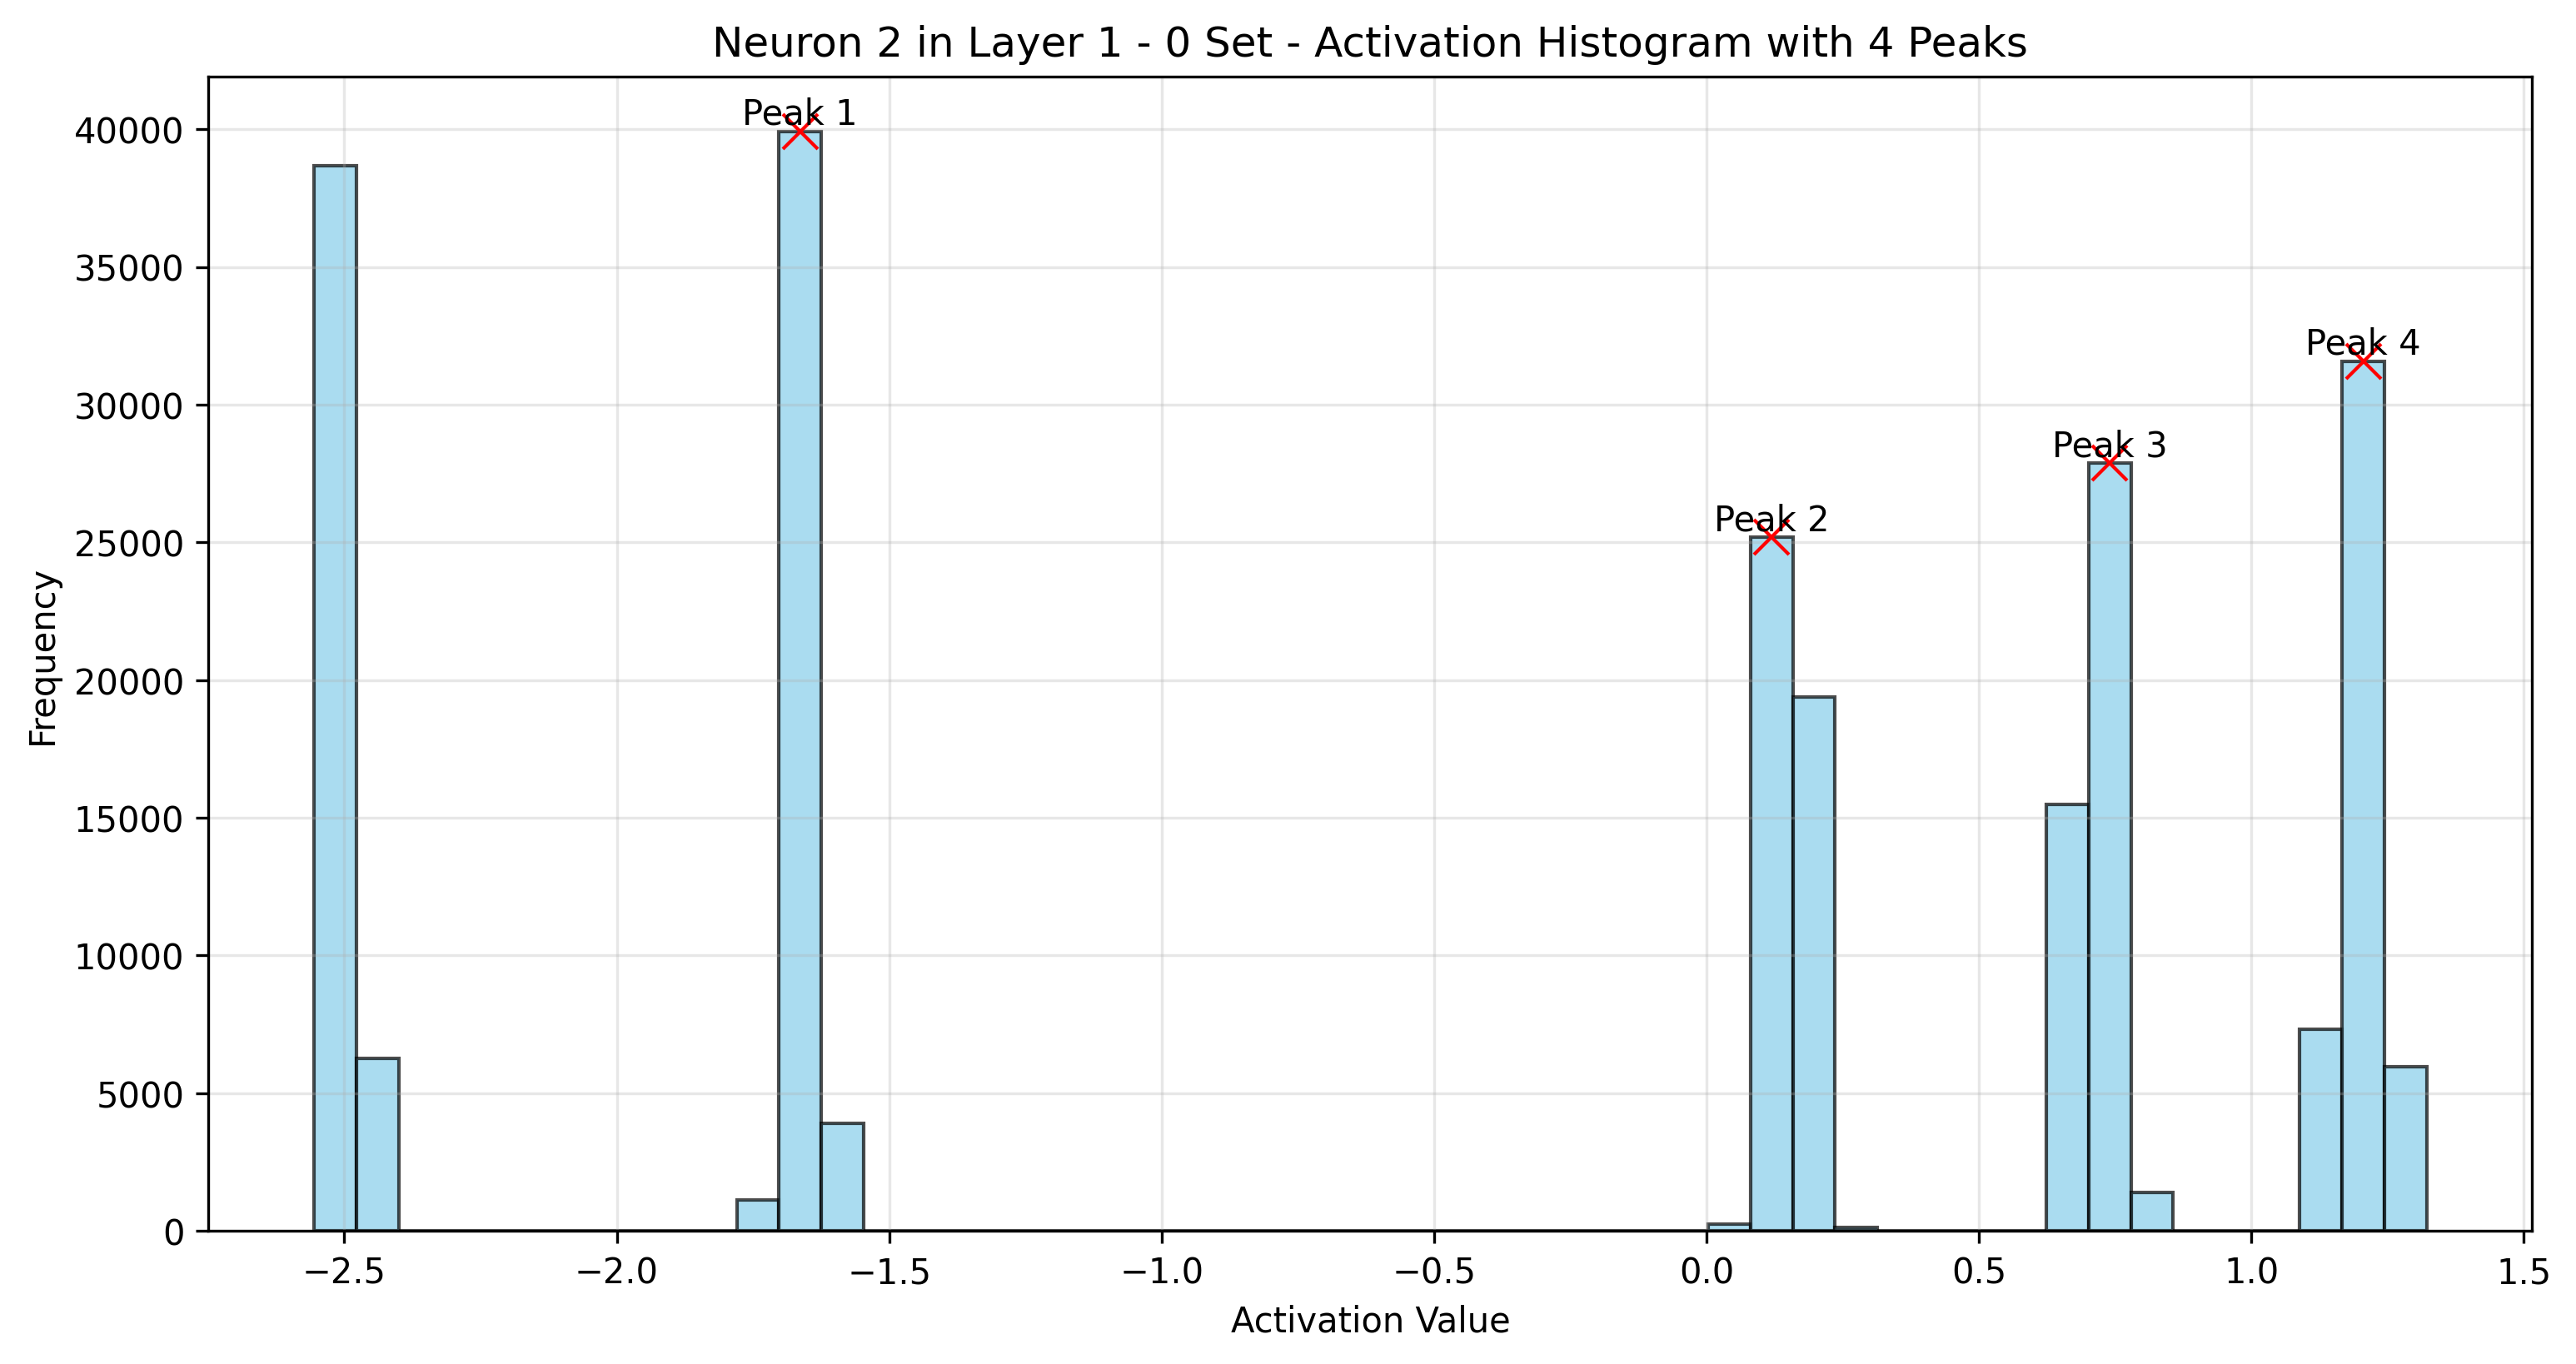 Neuron 2 in Layer 1 - 0 Set - Activation Histogram with 4 Peaks
Peak 1
Peak 4
Peak 3
Peak 2
Frequency
40000
35000
30000
25000
20000
15000
10000
5000
0
−2.5 −2.0 −1.5 −1.0 −0.5 0.0 0.5 1.0 1.5
Activation Value